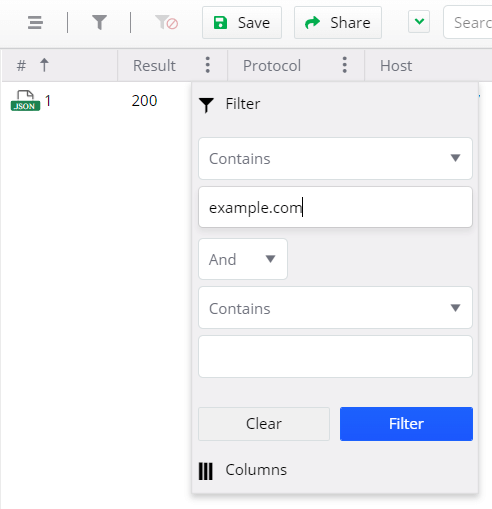 Save Share Searc
# Result Protocol Host
JSON 1 200
Filter
Contains
example.com
And
Contains
Clear Filter
Columns